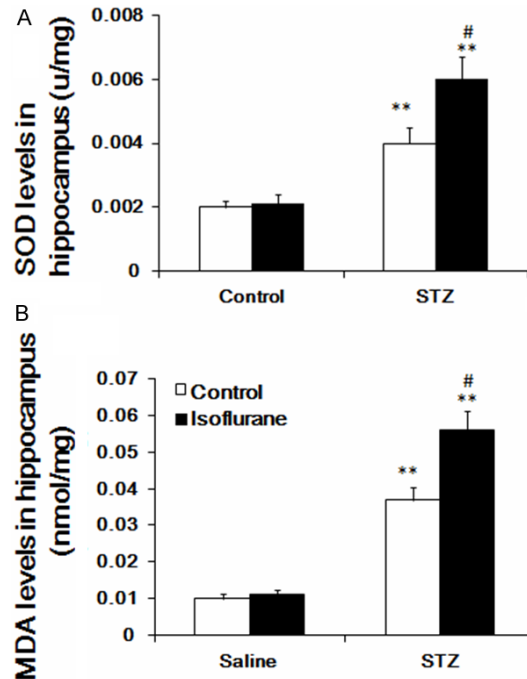 A
SOD levels in
hippocampus (u/mg)
0.008
0.006
0.004
0.002
0
**
#
**
Control
STZ
B
MDA levels in hippocampus
(nmol/mg)
0.07
0.06
0.05
0.04
0.03
0.02
0.01
0
Control
Isoflurane
**
#
**
Saline
STZ